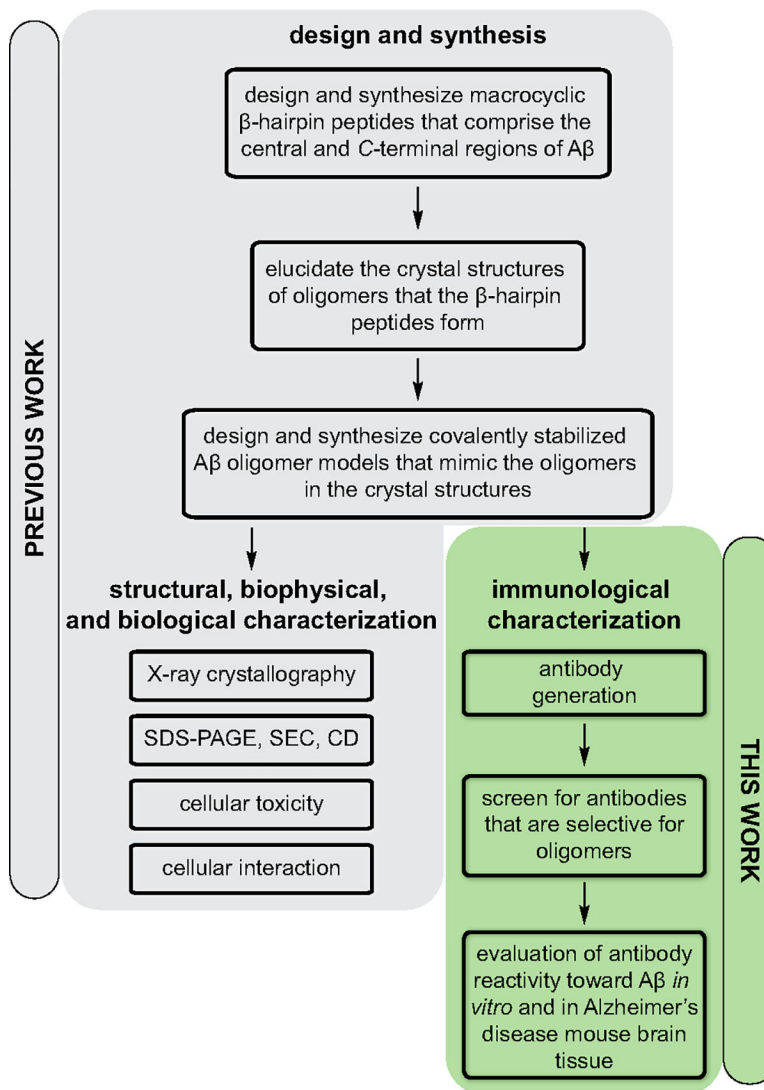 PREVIOUS WORK
design and synthesis
design and synthesize macrocyclic
β-hairpin peptides that comprise the
central and C-terminal regions of Aβ
elucidate the crystal structures
of oligomers that the β-hairpin
peptides form
design and synthesize covalently stabilized
Aβ oligomer models that mimic the oligomers
in the crystal structures
structural, biophysical,
and biological characterization
X-ray crystallography
SDS-PAGE, SEC, CD
cellular toxicity
cellular interaction
immunological
characterization
antibody
generation
screen for antibodies
that are selective for
oligomers
evaluation of antibody
reactivity toward Aβ in
vitro and in Alzheimer's
disease mouse brain
tissue
THIS WORK